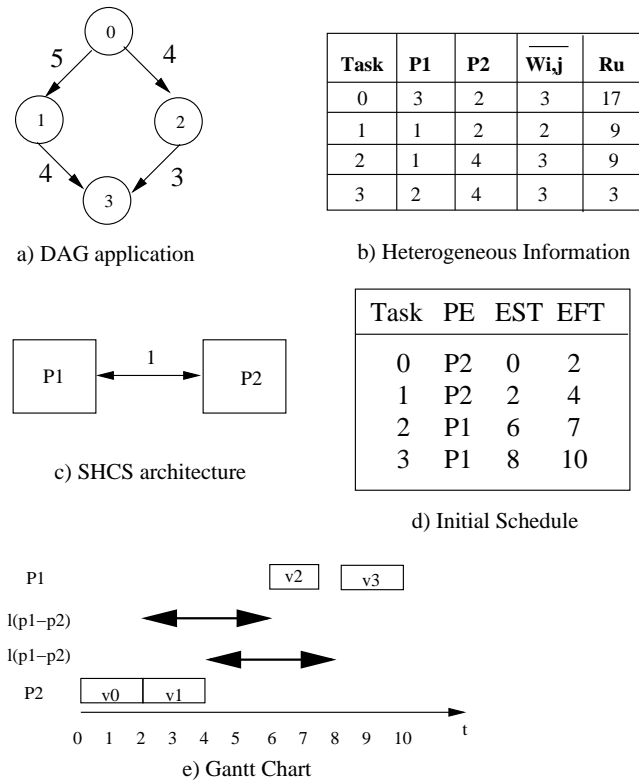 0
5 4
1 2
4 3
3
a) DAG application
Task P1 P2 Wi,j Ru
0 3 2 3 17
1 1 2 2 9
2 1 4 3 9
3 2 4 3 3
b) Heterogeneous Information
P1 1 P2
c) SHCS architecture
Task PE EST EFT
0 P2 0 2
1 P2 2 4
2 P1 6 7
3 P1 8 10
d) Initial Schedule
P1 v2 v3
l(p1−p2)
l(p1−p2)
P2 v0 v1
t
0 1 2 3 4 5 6 7 8 9 10
e) Gantt Chart